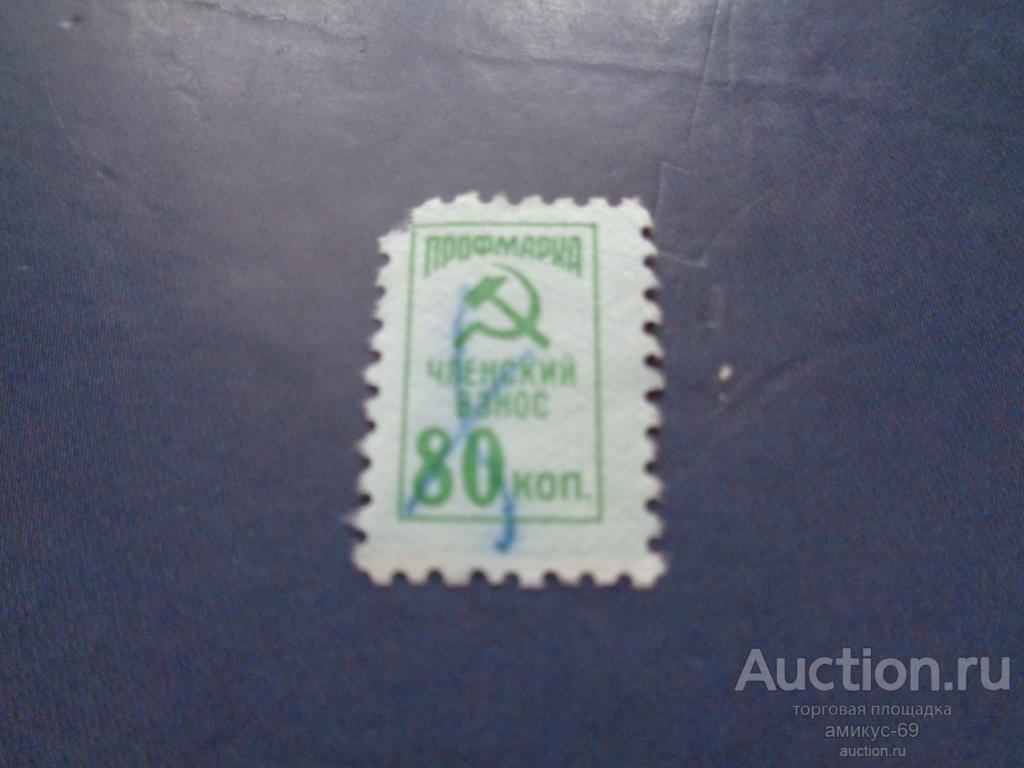 ПРОФМАРКА
ЧЛЕНСКИЙ
ВЗНОС
80 коп.
Auction.ru
торговая площадка
амикус-69
auction.ru